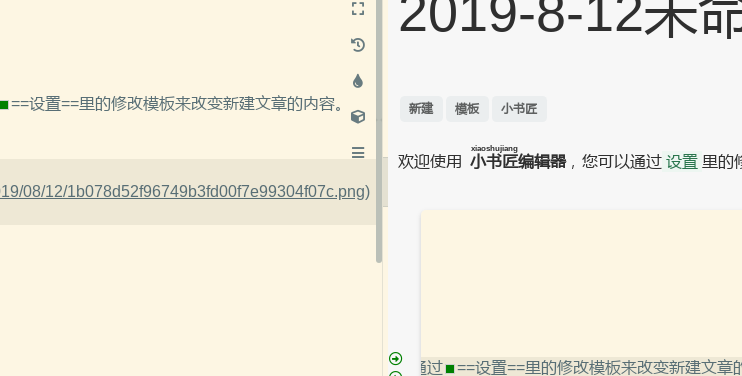 ==设置==里的修改模板来改变新建文章的内容。
19/08/12/1b078d52f96749b3fd00f7e99304f07c.png)
2019-8-12未命
新建 模板 小书匠
xiaoshujiang
欢迎使用 小书匠编辑器，您可以通过 设置 里的修
通过==设置==里的修改模板来改变新建文章的